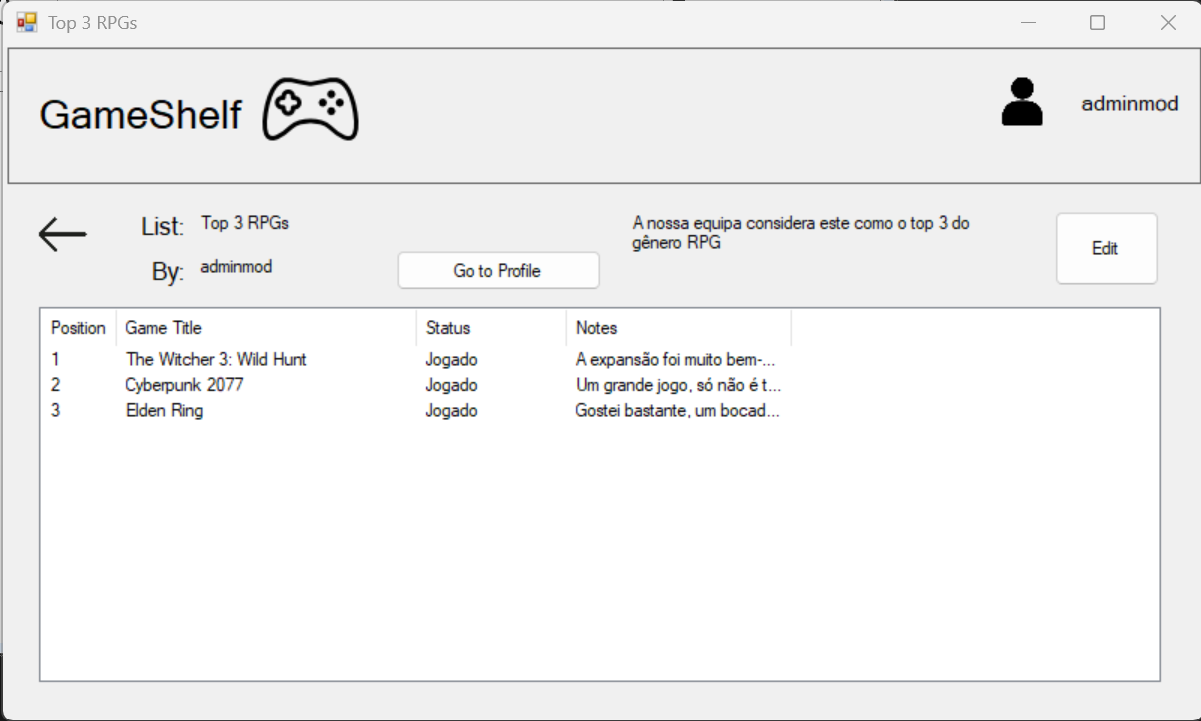 Top 3 RPGs
GameShelf
adminmod
List: Top 3 RPGs
By: adminmod
Go to Profile
A nossa equipa considera este como o top 3 do
gênero RPG
Edit
Position Game Title Status Notes
1 The Witcher 3: Wild Hunt Jogado A expansão foi muito bem-...
2 Cyberpunk 2077 Jogado Um grande jogo, só não é t...
3 Elden Ring Jogado Gostei bastante, um bocad...